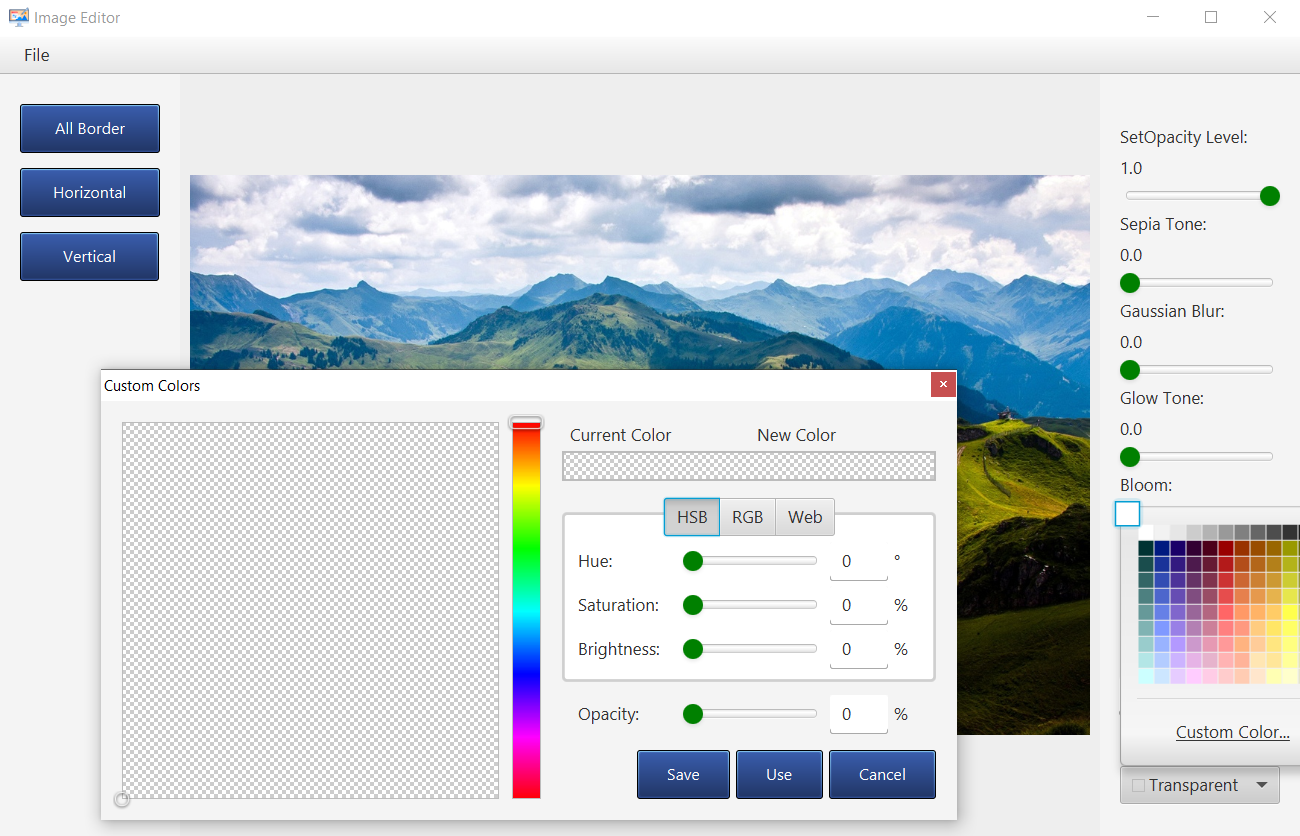 Image Editor
File
All Border
Horizontal
Vertical
SetOpacity Level:
1.0
Sepia Tone:
0.0
Gaussian Blur:
0.0
Glow Tone:
0.0
Bloom:
Custom Color...
Transparent
Custom Colors
Current Color
New Color
HSB
RGB
Web
Hue:
0
°
Saturation:
0
%
Brightness:
0
%
Opacity:
0
%
Save
Use
Cancel